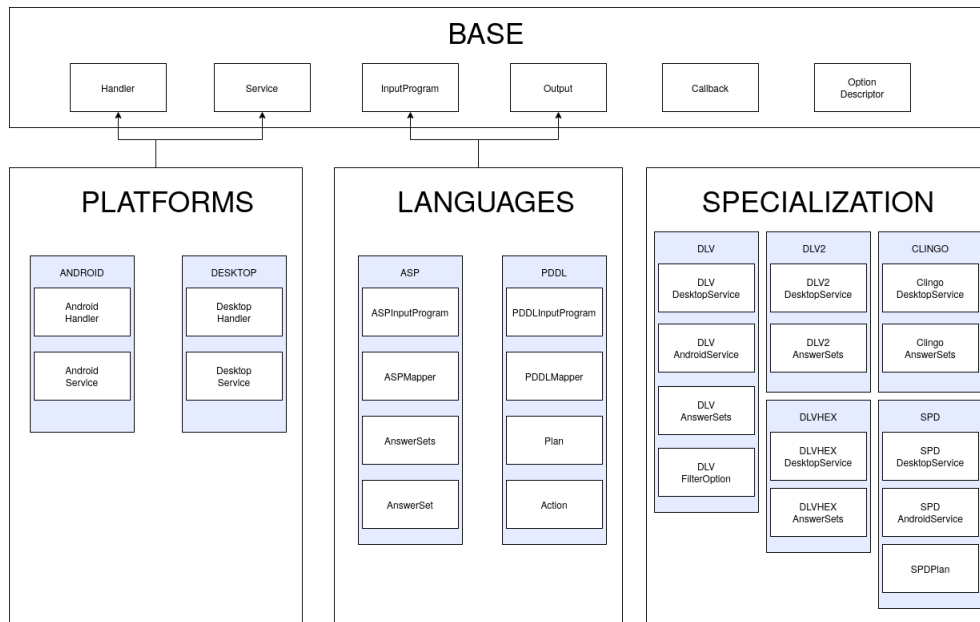 BASE
Handler
Service
InputProgram
Output
Callback
Option
Descriptor
PLATFORMS
ANDROID
Android
Handler
Android
Service
DESKTOP
Desktop
Handler
Desktop
Service
LANGUAGES
ASP
ASPInputProgram
ASPMapper
AnswerSets
AnswerSet
PDDL
PDDLInputProgram
PDDLMapper
Plan
Action
SPECIALIZATION
DLV
DLV
DesktopService
DLV
AndroidService
DLV
AnswerSets
DLV
FilterOption
DLV2
DLV2
DesktopService
DLV2
AnswerSets
CLINGO
Clingo
DesktopService
Clingo
AnswerSets
DLVHEX
DLVHEX
DesktopService
DLVHEX
AnswerSets
SPD
SPD
DesktopService
SPD
AndroidService
SPDPlan